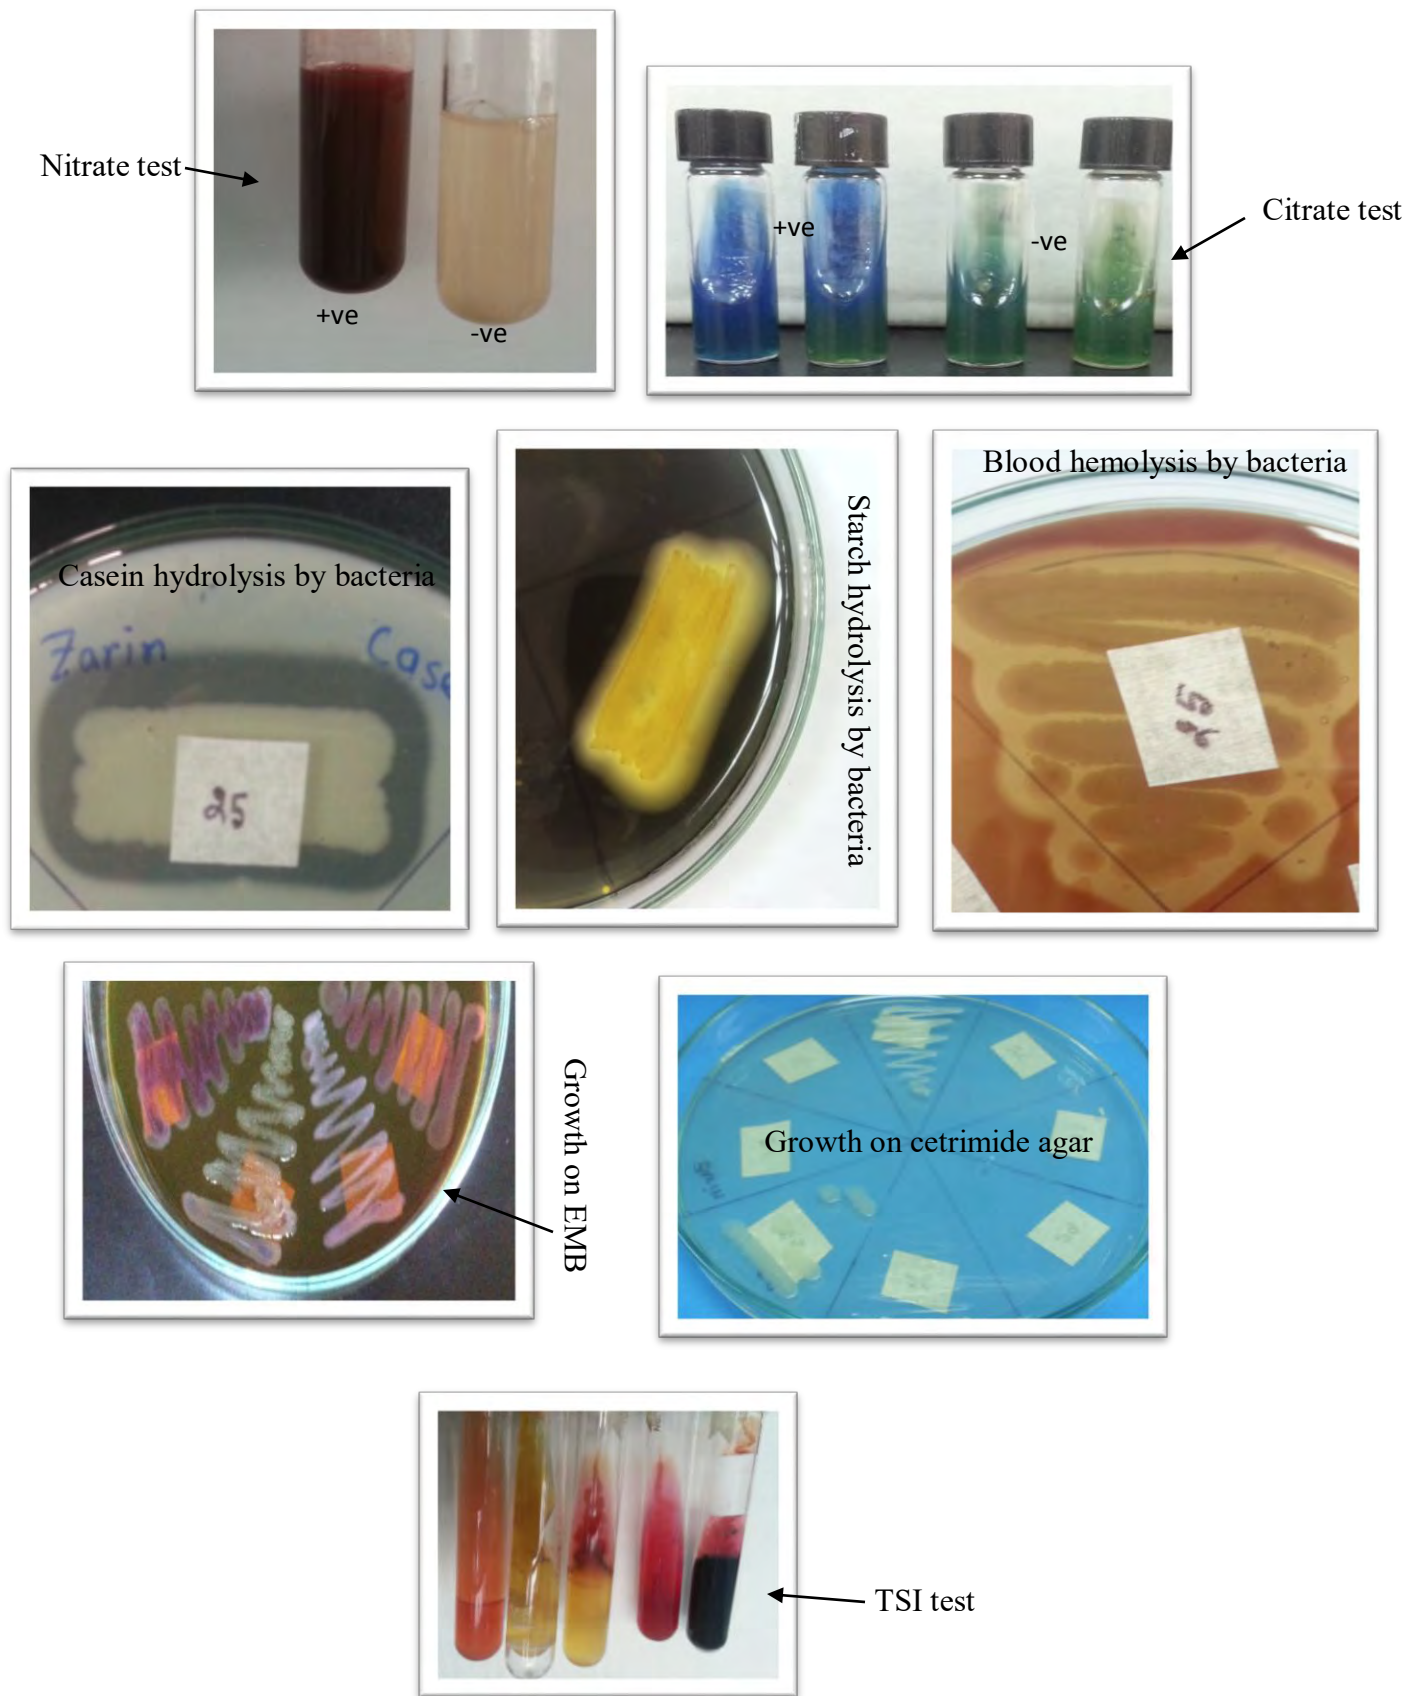 Nitrate test
+ve
-ve
+ve
-ve
Citrate test
Casein hydrolysis by bacteria
Zarin
Case
25
Starch hydrolysis by bacteria
Blood hemolysis by bacteria
Growth on EMB
Growth on cetrimide agar
TSI test